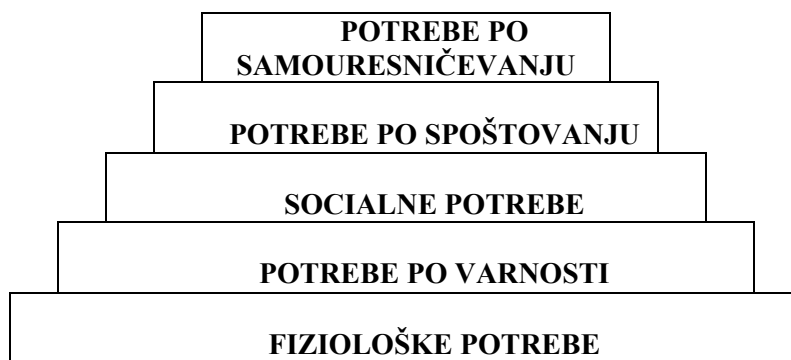 POTREBE PO
SAMOURESNIČEVANJU
POTREBE PO SPOŠTOVANJU
SOCIALNE POTREBE
POTREBE PO VARNOSTI
FIZIOLOŠKE POTREBE